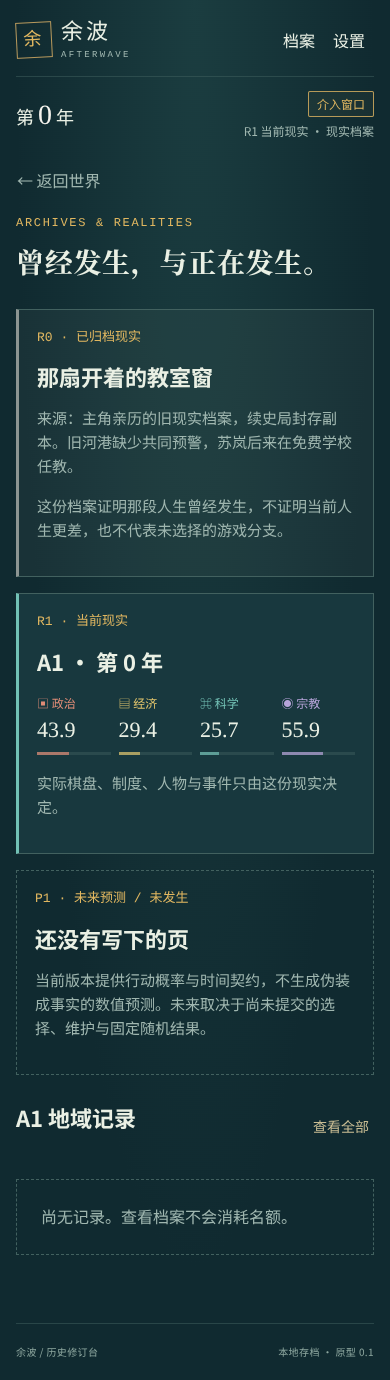 余
余波
AFTERWAVE
档案 设置
第0年
介入窗口
R1 当前现实 · 现实档案
← 返回世界
ARCHIVES & REALITIES
曾经发生，与正在发生。
R0 · 已归档现实
那扇开着的教室窗
来源：主角亲历的旧现实档案，续史局封存副
本。旧河港缺少共同预警，苏岚后来在免费学校
任教。
这份档案证明那段人生曾经发生，不证明当前人
生更差，也不代表未选择的游戏分支。
R1 · 当前现实
A1 · 第 0 年
▣ 政治 ▤ 经济 ⌘ 科学 ◉ 宗教
43.9 29.4 25.7 55.9
实际棋盘、制度、人物与事件只由这份现实决
定。
P1 · 未来预测 / 未发生
还没有写下的页
当前版本提供行动概率与时间契约，不生成伪装
成事实的数值预测。未来取决于尚未提交的选
择、维护与固定随机结果。
A1 地域记录
查看全部
尚无记录。查看档案不会消耗名额。
余波 / 历史修订台
本地存档 · 原型 0.1